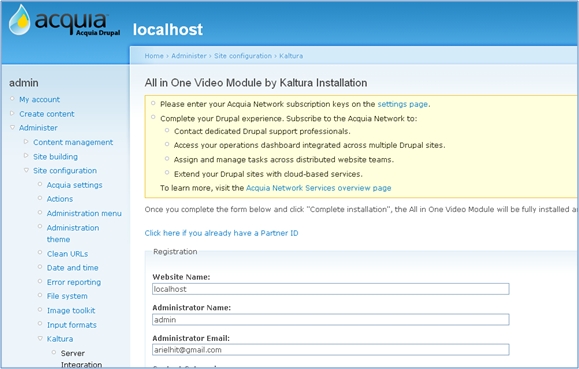 acquia
Acquia Drupal
localhost
Home › Administer › Site configuration › Kaltura
admin
My account
Create content
Administer
Content management
Site building
Site configuration
Acquia settings
Actions
Administration menu
Administration
theme
Clean URLs
Date and time
Error reporting
File system
Image toolkit
Input formats
Kaltura
Server
Integration
All in One Video Module by Kaltura Installation
Please enter your Acquia Network subscription keys on the settings page.
Complete your Drupal experience. Subscribe to the Acquia Network to:
Contact dedicated Drupal support professionals.
Access your operations dashboard integrated across multiple Drupal sites.
Assign and manage tasks across distributed website teams.
Extend your Drupal sites with cloud-based services.
To learn more, visit the Acquia Network Services overview page
Once you complete the form below and click "Complete installation", the All in One Video Module will be fully installed a
Click here if you already have a Partner ID
Registration
Website Name:
localhost
Administrator Name:
admin
Administrator Email:
arielhit@gmail.com